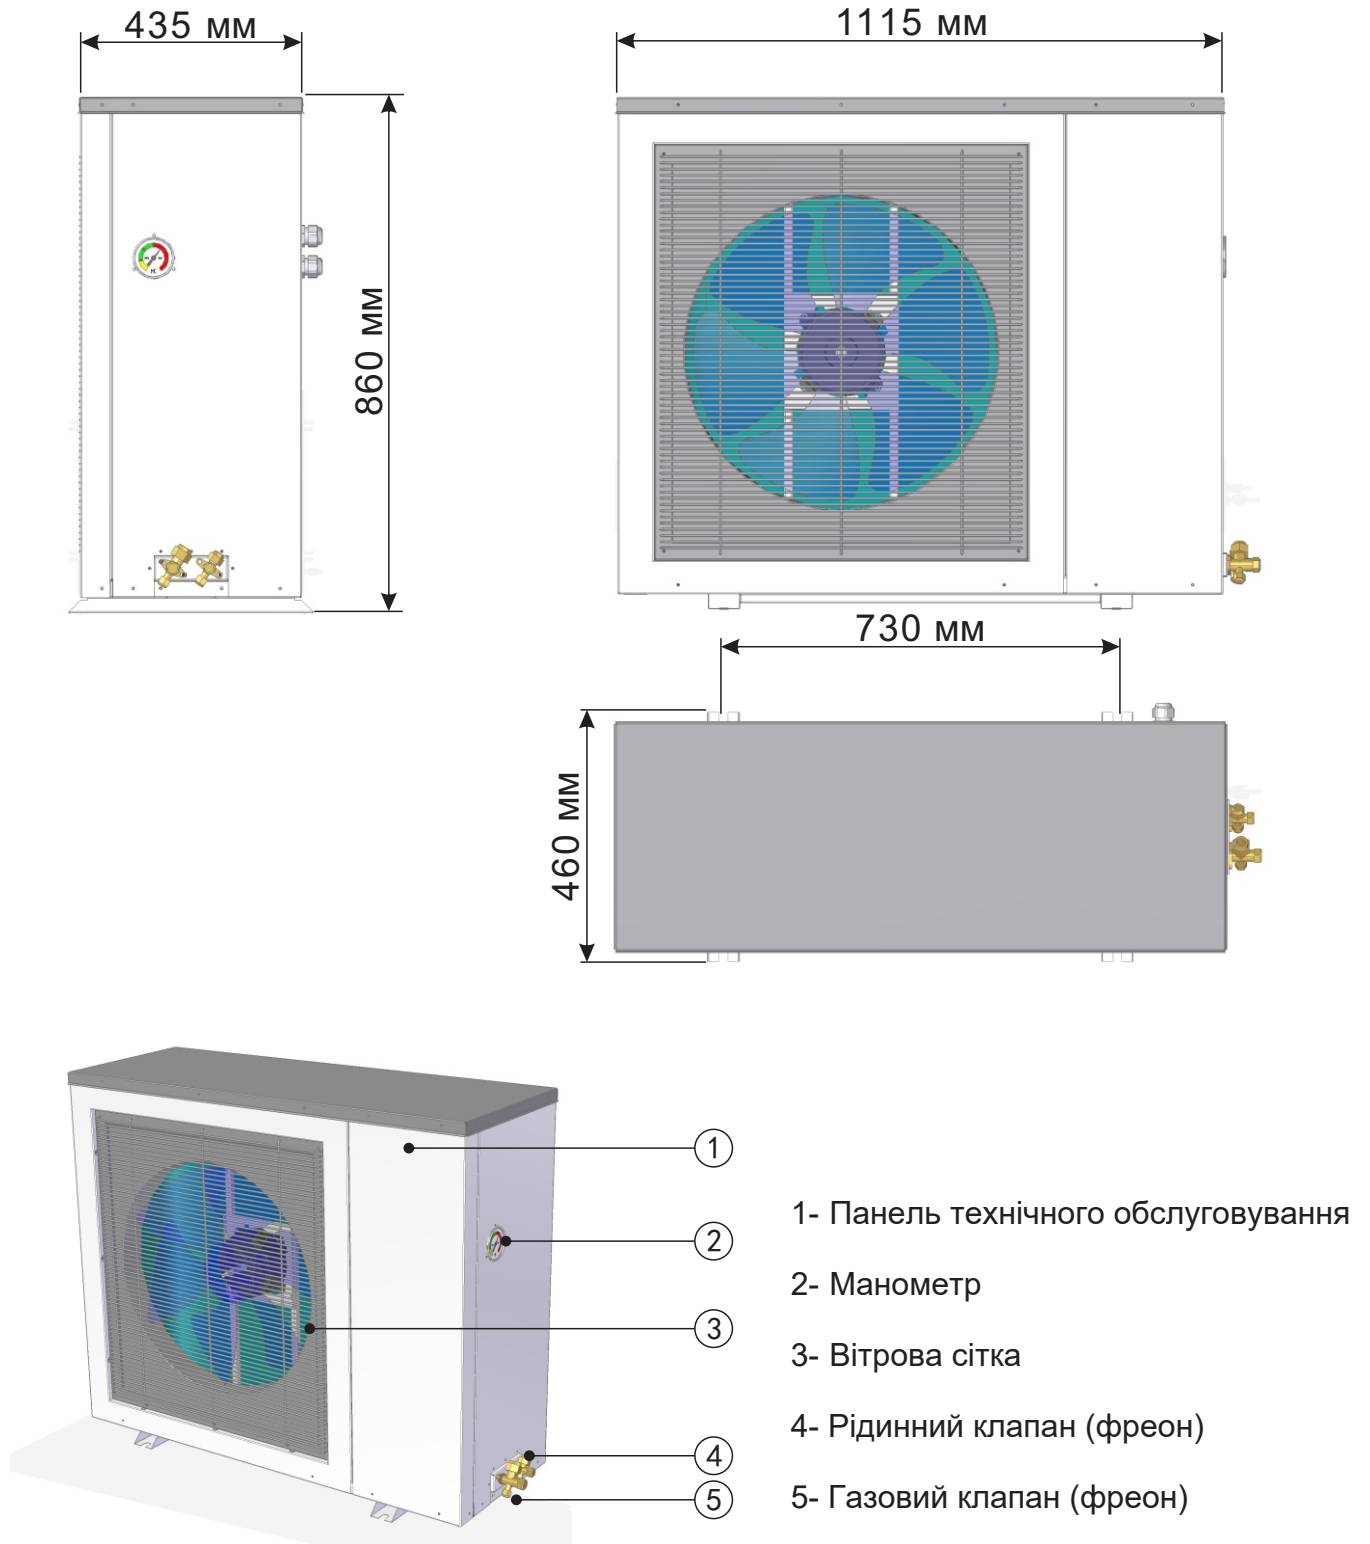 435 мм
1115 мм
860 мм
730 мм
460 мм
1
2
3
4
5
1- Панель технічного обслуговування
2- Манометр
3- Вітрова сітка
4- Рідинний клапан (фреон)
5- Газовий клапан (фреон)